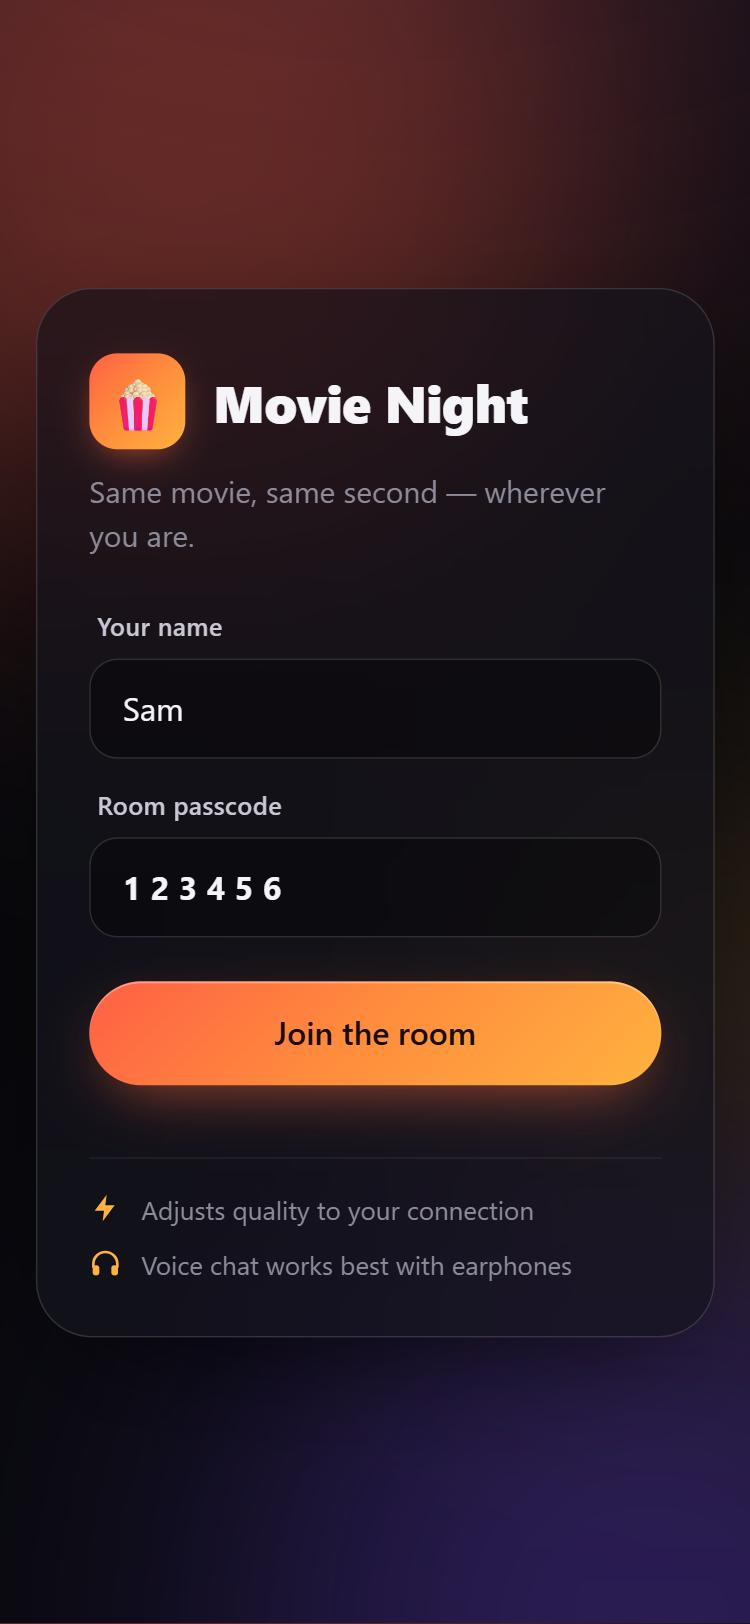 Movie Night
Same movie, same second — wherever
you are.
Your name
Sam
Room passcode
1 2 3 4 5 6
Join the room
Adjusts quality to your connection
Voice chat works best with earphones